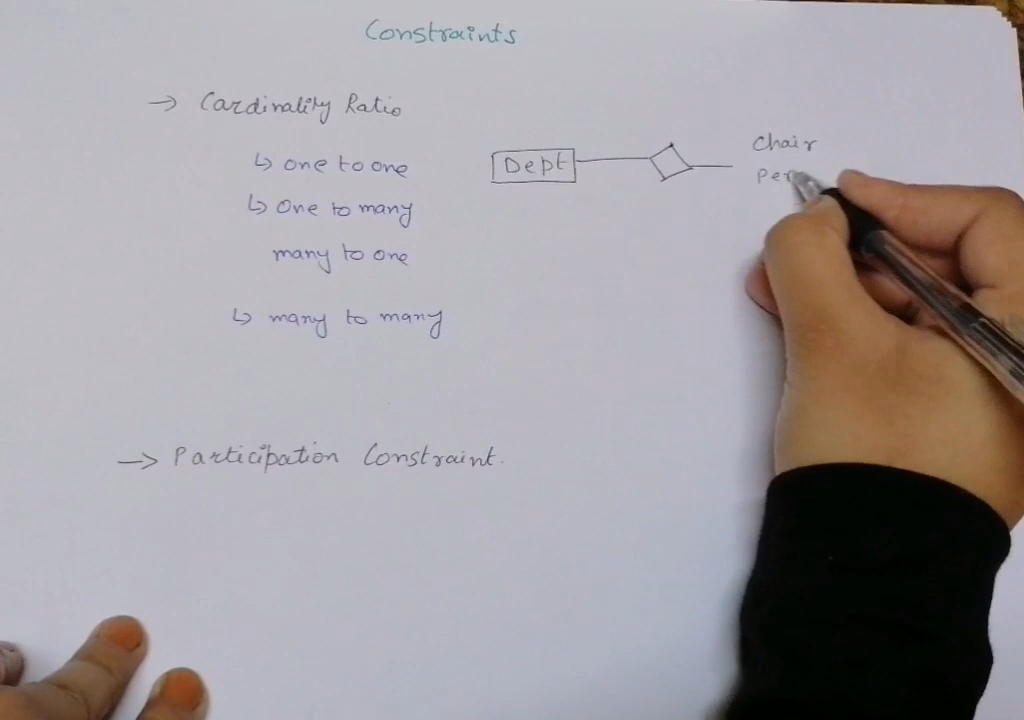 Constraints
→ Cardinality Ratio
↳ one to one
Dept
Chair
Per
↳ One to many
many to one
↳ many to many
→ Participation Constraint.